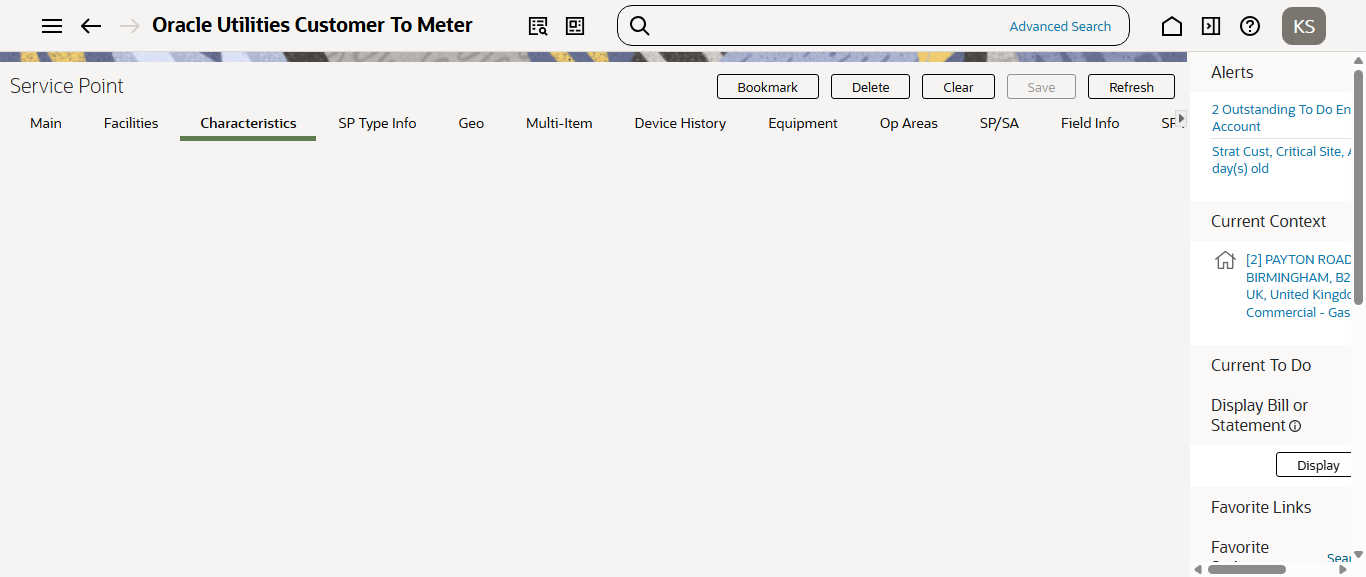 Oracle Utilities Customer To Meter
Advanced Search
KS
Service Point
Bookmark
Delete
Clear
Save
Refresh
Main
Facilities
Characteristics
SP Type Info
Geo
Multi-Item
Device History
Equipment
Op Areas
SP/SA
Field Info
SP
Alerts
2 Outstanding To Do En
Account
Strat Cust, Critical Site, A
day(s) old
Current Context
[2] PAYTON ROAD
BIRMINGHAM, B2
UK, United Kingdo
Commercial - Gas
Current To Do
Display Bill or
Statement
Display
Favorite Links
Favorite
Sear